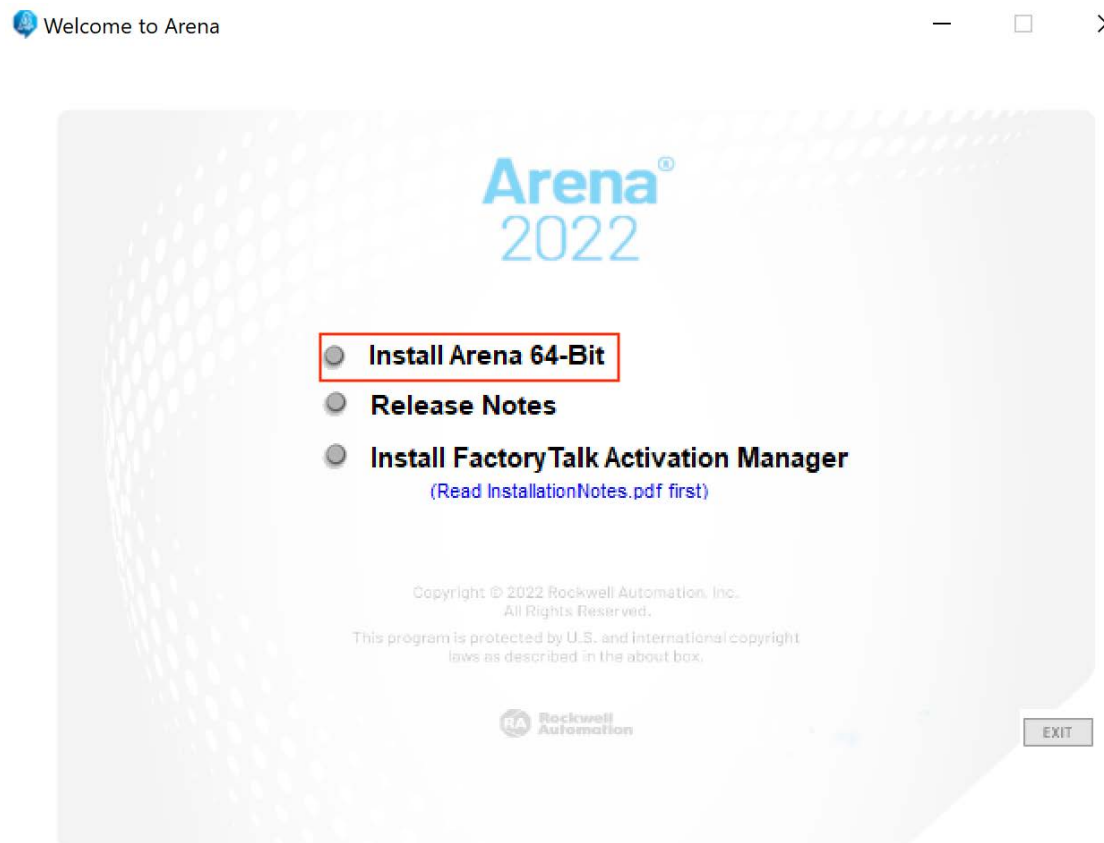 Welcome to Arena
Arena®
2022
Install Arena 64-Bit
Release Notes
Install FactoryTalk Activation Manager
(Read InstallationNotes.pdf first)
Copyright © 2022 Rockwell Automation, Inc.
All Rights Reserved.
This program is protected by U.S. and international copyright
laws as described in the about box.
RA Rockwell
Automation
EXIT